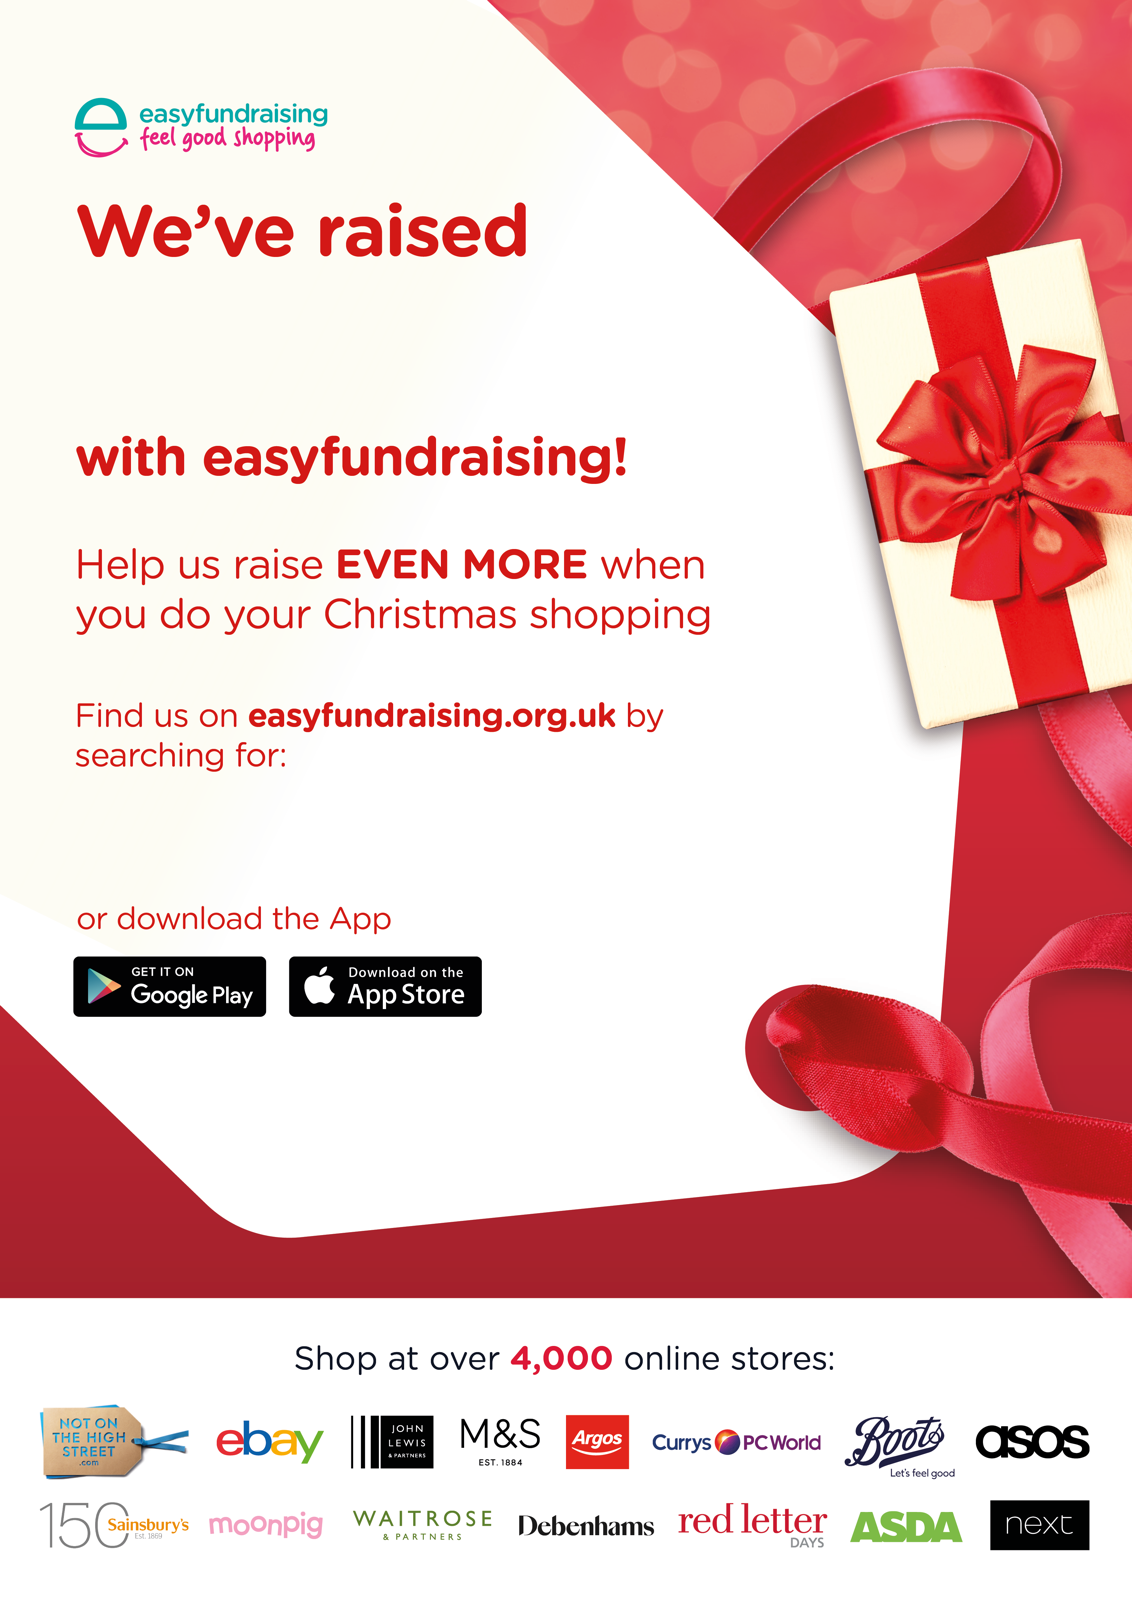 easyfundraising
feel good shopping
We've raised
with easyfundraising!
Help us raise EVEN MORE when
you do your Christmas shopping
Find us on easyfundraising.org.uk by
searching for:
or download the App
GET IT ON
Google Play
Download on the
App Store
Shop at over 4,000 online stores:
NOT ON
THE HIGH
STREET
.com
ebay
JOHN
LEWIS
& PARTNERS
M&S
EST. 1884
Argos
Currys PC World
Boots
Let's feel good
asos
150 Sainsbury's
Est. 1869
moonpig
WAITROSE
& PARTNERS
Debenhams
red letter
DAYS
ASDA
next